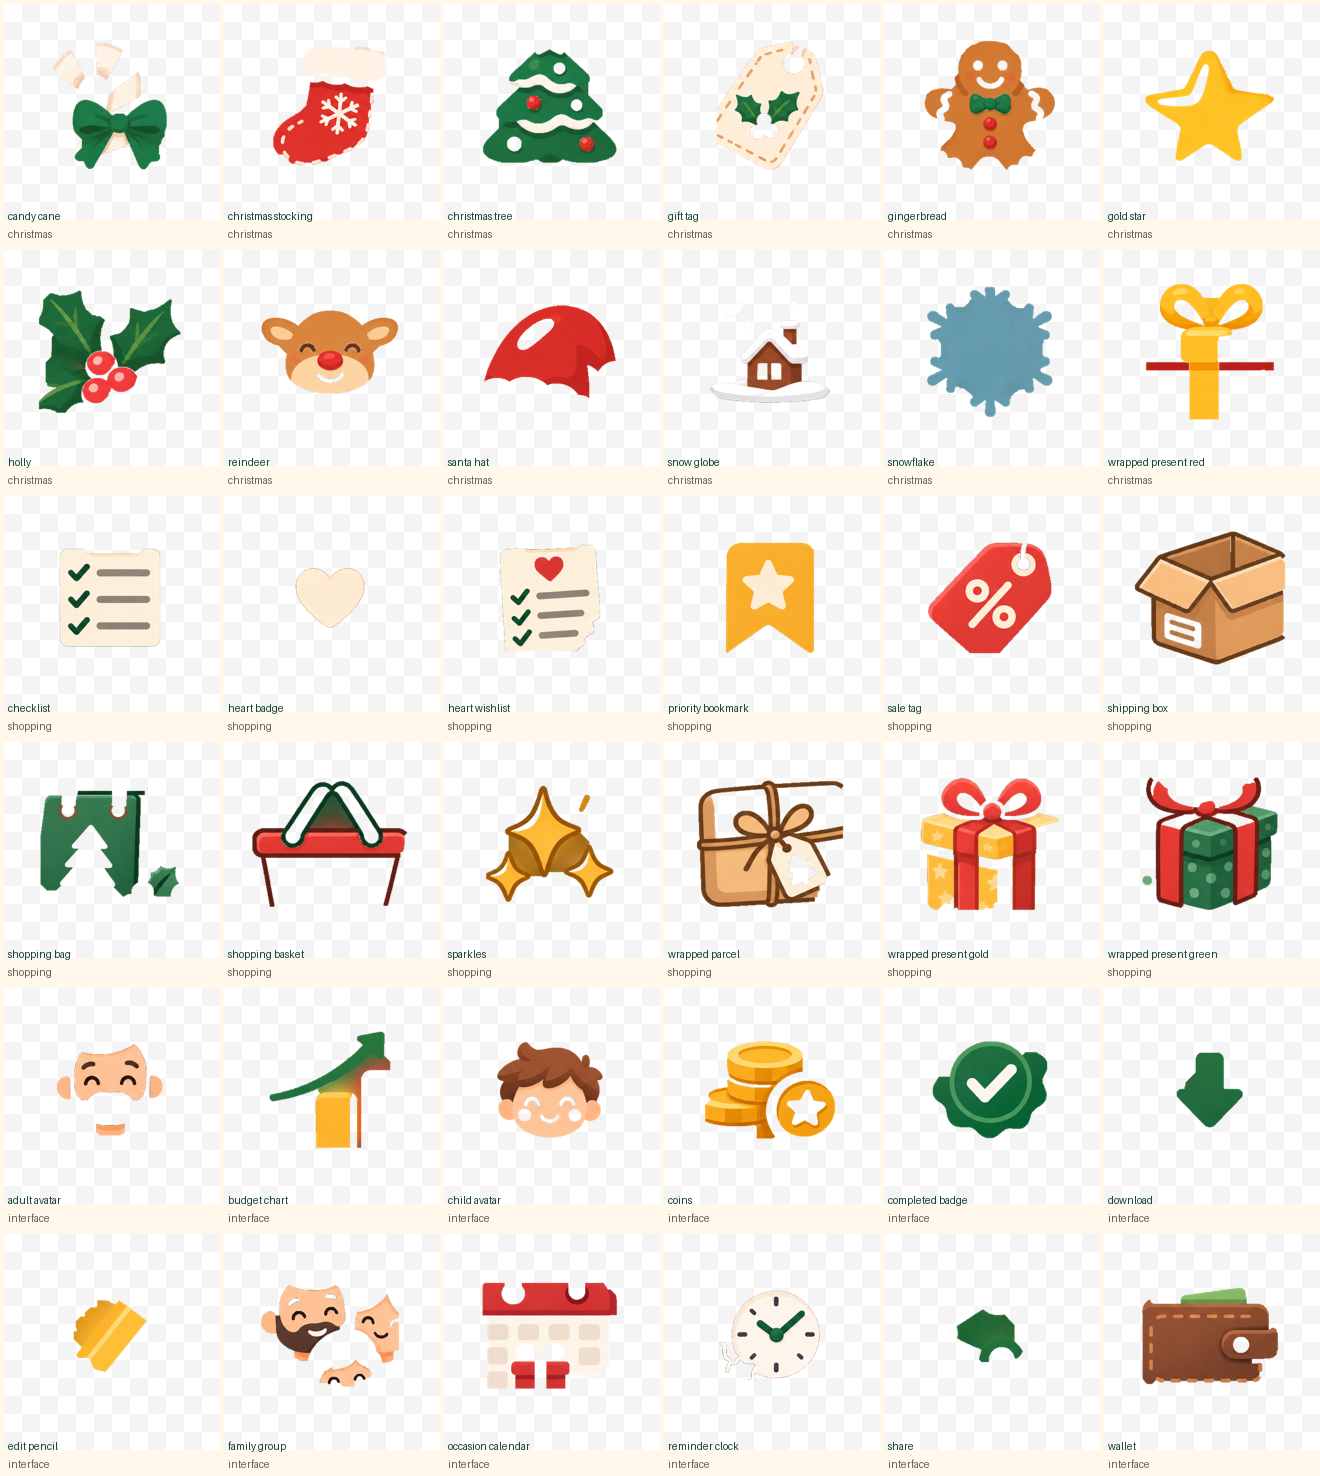 candy cane
christmas
christmas stocking
christmas
christmas tree
christmas
gift tag
christmas
gingerbread
christmas
gold star
christmas
holly
christmas
reindeer
christmas
santa hat
christmas
snow globe
christmas
snowflake
christmas
wrapped present red
christmas
checklist
shopping
heart badge
shopping
heart wishlist
shopping
priority bookmark
shopping
%
sale tag
shopping
shipping box
shopping
shopping bag
shopping
shopping basket
shopping
sparkles
shopping
wrapped parcel
shopping
wrapped present gold
shopping
wrapped present green
shopping
adult avatar
interface
budget chart
interface
child avatar
interface
coins
interface
completed badge
interface
download
interface
edit pencil
interface
family group
interface
occasion calendar
interface
reminder clock
interface
share
interface
wallet
interface